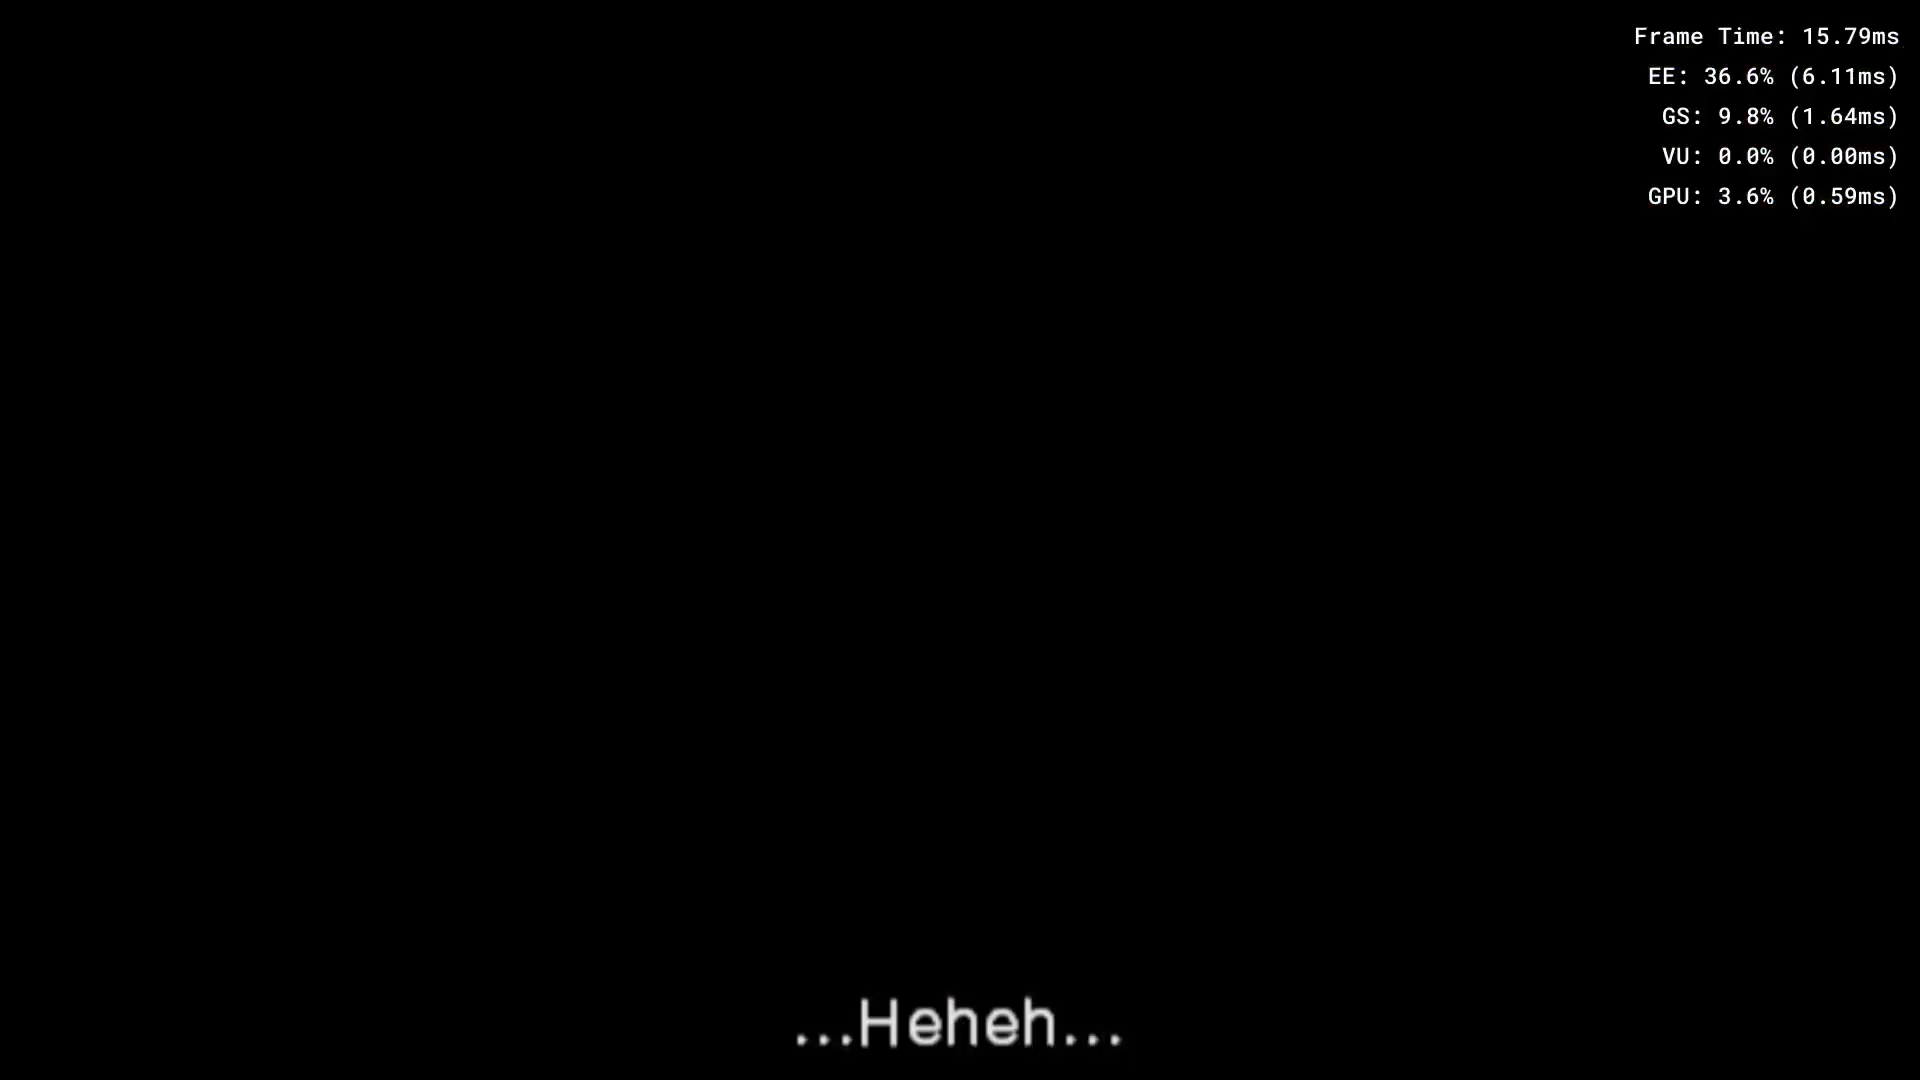 Frame Time: 15.79ms
EE: 36.6% (6.11ms)
GS: 9.8% (1.64ms)
VU: 0.0% (0.00ms)
GPU: 3.6% (0.59ms)
...Heheh...